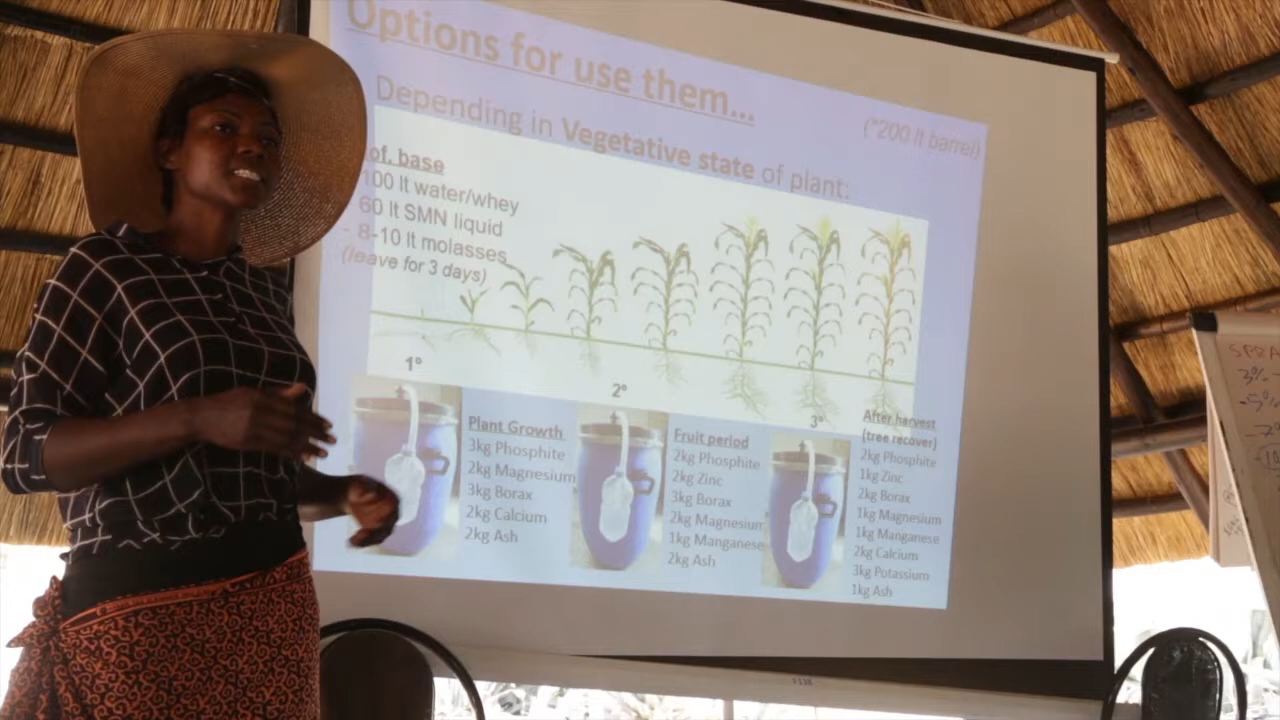 Options for use them...
Depending in Vegetative state of plant:
(*200 lt barrel)
of. base
100 lt water/whey
60 lt SMN liquid
- 8-10 lt molasses
(leave for 3 days)
1°
Plant Growth
3kg Phosphite
2kg Magnesium
3kg Borax
2kg Calcium
2kg Ash
2°
Fruit period
2kg Phosphite
2kg Zinc
3kg Borax
2kg Magnesium
1kg Manganese
2kg Ash
3°
After harvest
(tree recover)
2kg Phosphite
1kg Zinc
2kg Borax
1kg Magnesium
1kg Manganese
2kg Calcium
3kg Potassium
1kg Ash
SPRA
3%